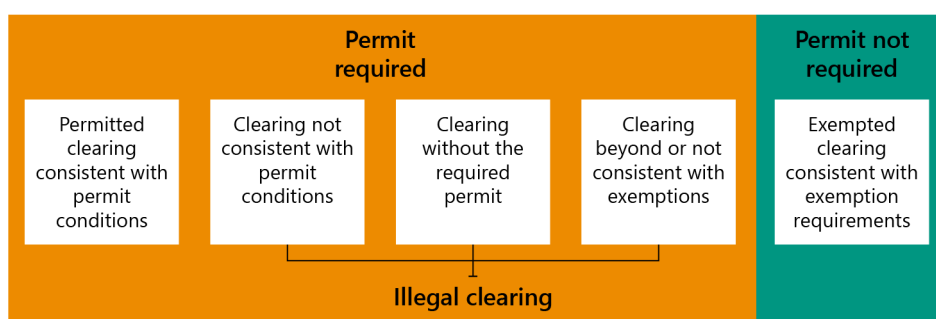 Permit
required
Permit not
required
Permitted
clearing
consistent with
permit
conditions
Clearing not
consistent with
permit
conditions
Clearing
without the
required
permit
Clearing
beyond or not
consistent with
exemptions
Exempted
clearing
consistent with
exemption
requirements
Illegal clearing